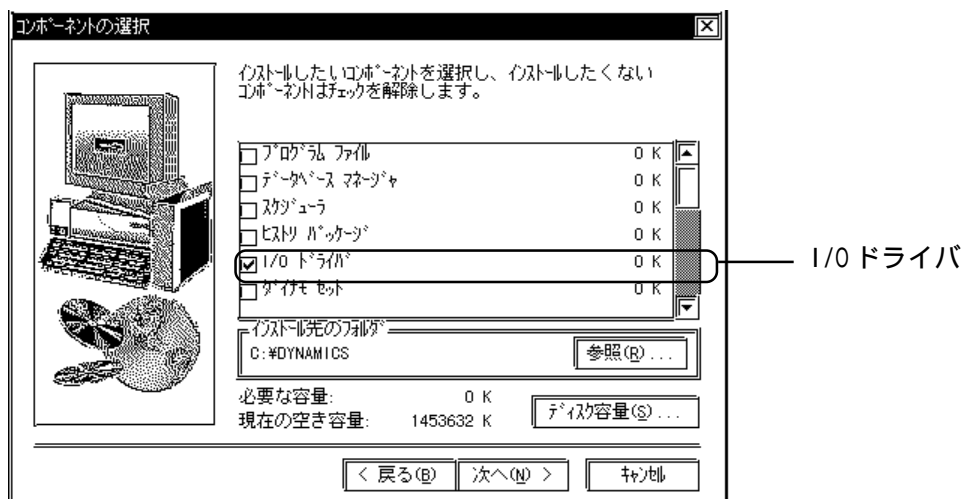 コンポーネントの選択
インストールしたいコンポーネントを選択し、インストールしたくない
コンポーネントはチェックを解除します。
プログラム ファイル 0 K
データベース マネージャ 0 K
スケジューラ 0 K
ヒストリ パッケージ 0 K
I/O ドライバ 0 K
I/O ドライバ
ダイナモ セット 0 K
インストール先のフォルダ
C:¥DYNAMICS
参照(R)...
必要な容量: 0 K
現在の空き容量: 1453632 K
ディスク容量(S)...
< 戻る(B)
次へ(N) >
キャンセル